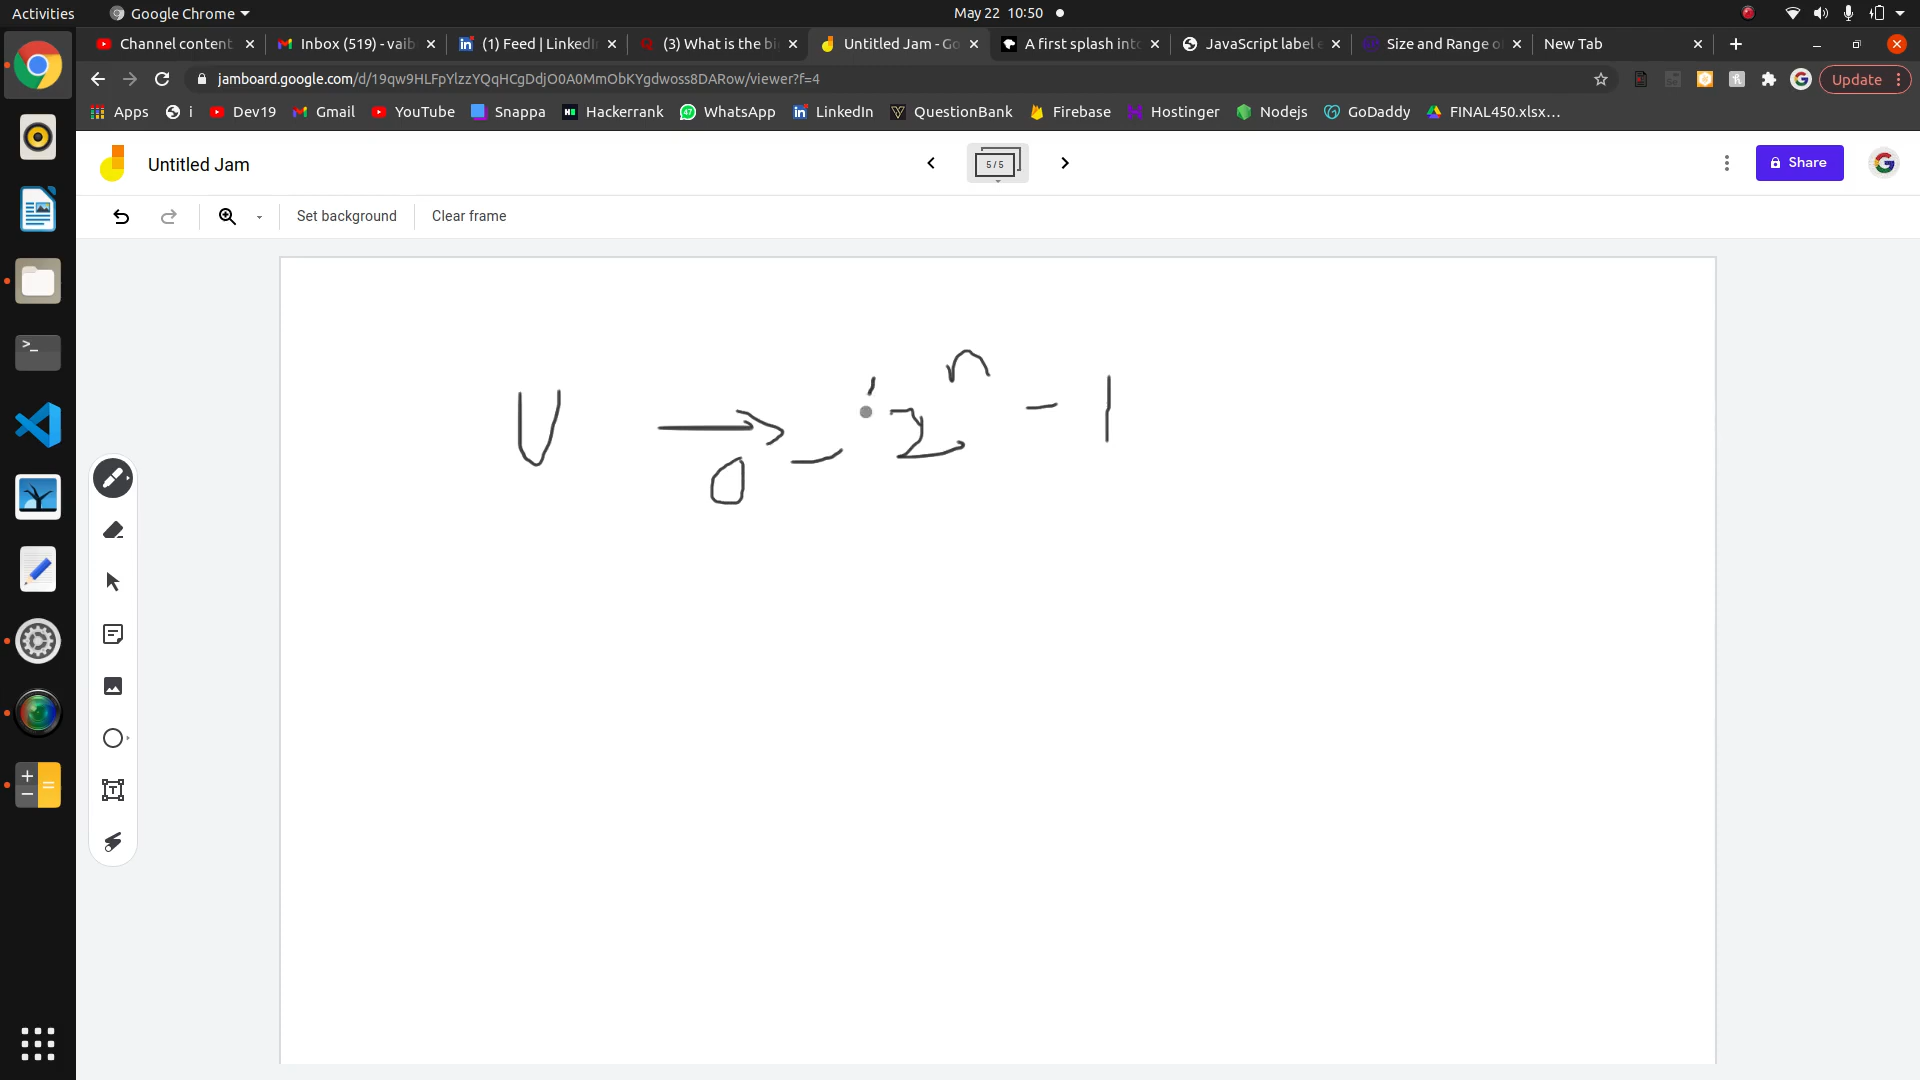 Activities Google Chrome May 22 10:50
Channel content Inbox (519) - vaib (1) Feed | LinkedIn (3) What is the bi Untitled Jam - Go A first splash into JavaScript label e Size and Range o New Tab
jamboard.google.com/d/19qw9HLFpYlzzYQqHCgDdjO0A0MmObKYgdwoss8DARow/viewer?f=4 Update
Apps i Dev19 Gmail YouTube Snappa Hackerrank WhatsApp LinkedIn QuestionBank Firebase Hostinger Nodejs GoDaddy FINAL450.xlsx...
Untitled Jam 5 / 5 Share
Set background Clear frame
U → 0 - 2^n - 1